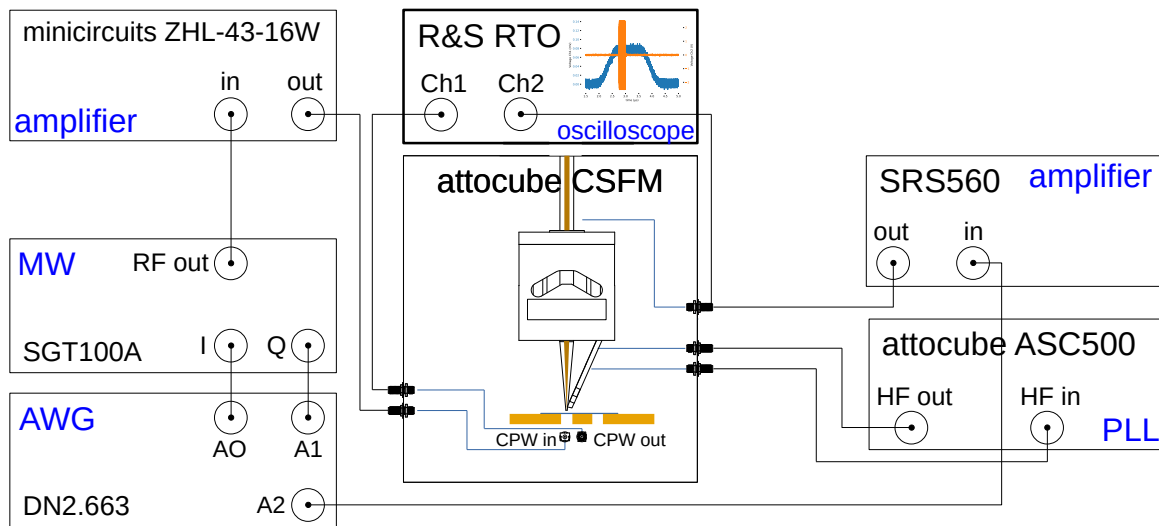 minicircuits ZHL-43-16W
in
out
amplifier
R&S RTO
Ch1
Ch2
oscilloscope
attocube CSFM
SRS560
amplifier
out
in
MW
RF out
SGT100A
I
Q
attocube ASC500
HF out
HF in
PLL
CPW in
CPW out
AWG
AO
A1
DN2.663
A2